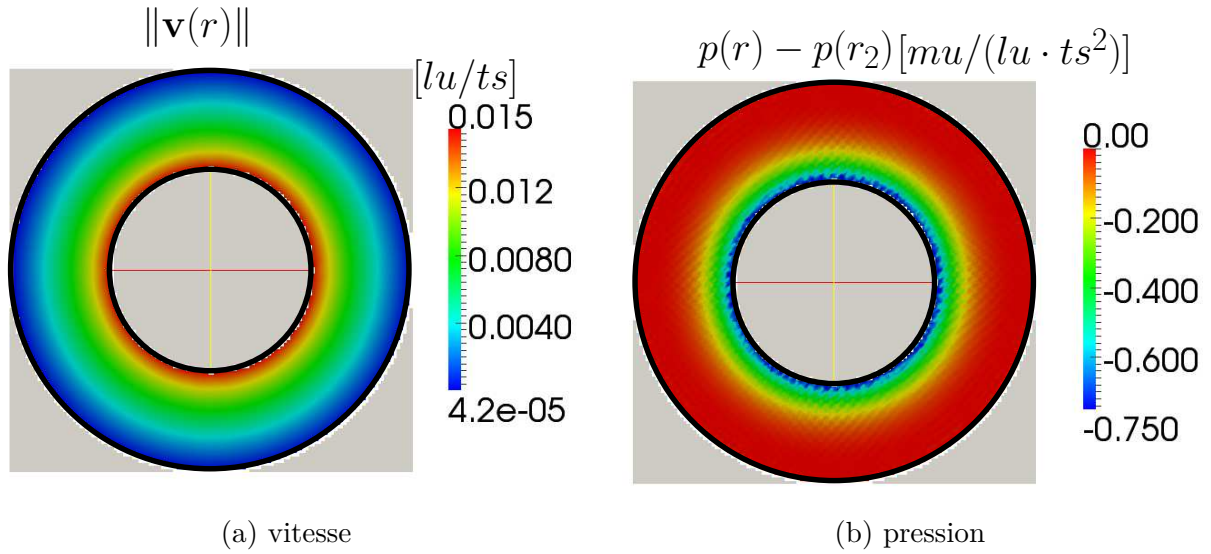 ‖v(r)‖
[lu/ts]
0.015
0.012
0.0080
0.0040
4.2e-05
(a) vitesse
p(r) − p(r₂)[mu/(lu · ts²)]
0.00
-0.200
-0.400
-0.600
-0.750
(b) pression